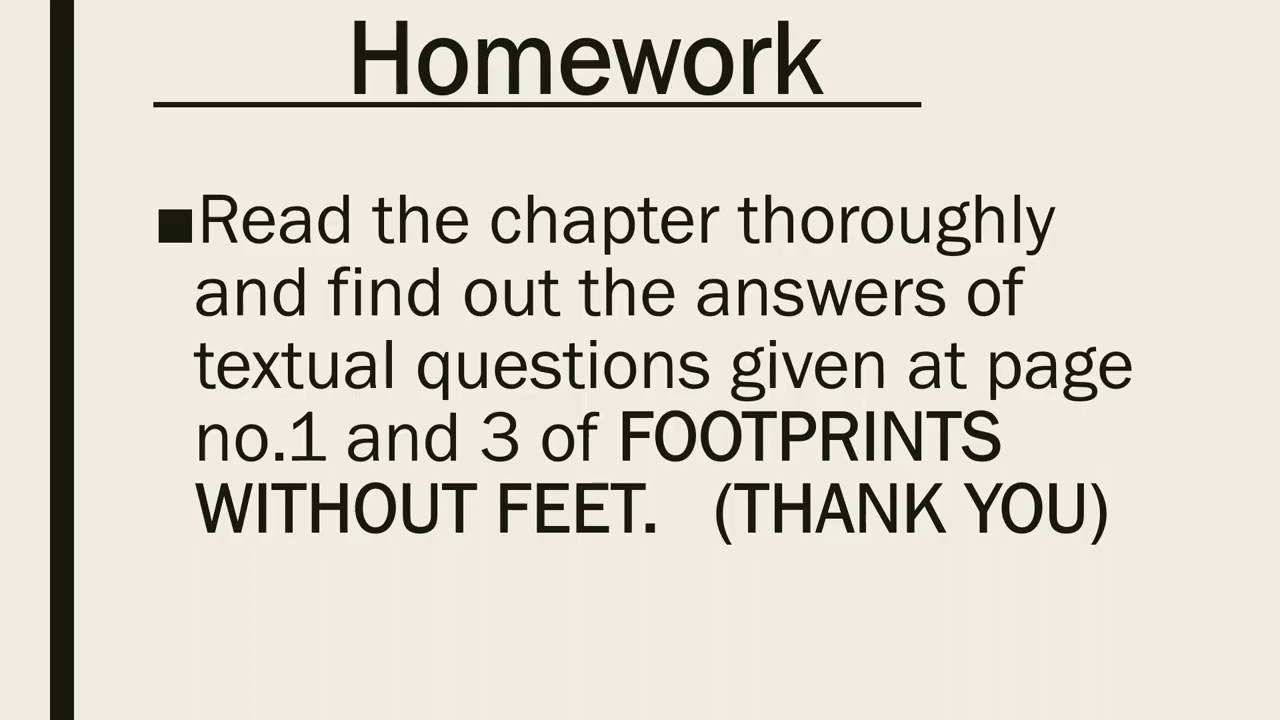 Homework
■Read the chapter thoroughly
and find out the answers of
textual questions given at page
no.1 and 3 of FOOTPRINTS
WITHOUT FEET. (THANK YOU)